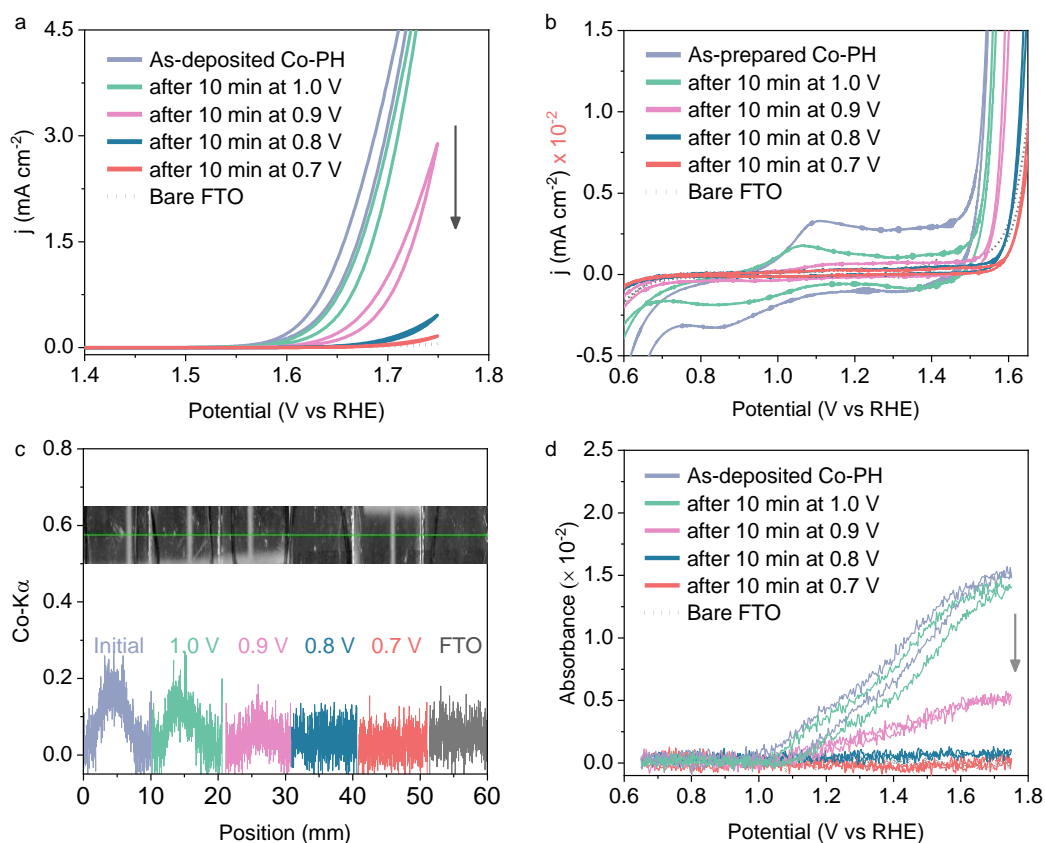 a
4.5
3.0
1.5
0.0
j (mA cm-2)
As-deposited Co-PH
after 10 min at 1.0 V
after 10 min at 0.9 V
after 10 min at 0.8 V
after 10 min at 0.7 V
Bare FTO
1.4 1.5 1.6 1.7 1.8
Potential (V vs RHE)
b
1.5
1.0
0.5
0.0
-0.5
j (mA cm-2) x 10-2
As-prepared Co-PH
after 10 min at 1.0 V
after 10 min at 0.9 V
after 10 min at 0.8 V
after 10 min at 0.7 V
Bare FTO
0.6 0.8 1.0 1.2 1.4 1.6
Potential (V vs RHE)
c
0.8
0.6
0.4
0.2
0.0
Co-Kα
Initial 1.0 V 0.9 V 0.8 V 0.7 V FTO
0 10 20 30 40 50 60
Position (mm)
d
2.5
2.0
1.5
1.0
0.5
0.0
Absorbance (× 10-2)
As-deposited Co-PH
after 10 min at 1.0 V
after 10 min at 0.9 V
after 10 min at 0.8 V
after 10 min at 0.7 V
Bare FTO
0.6 0.8 1.0 1.2 1.4 1.6 1.8
Potential (V vs RHE)